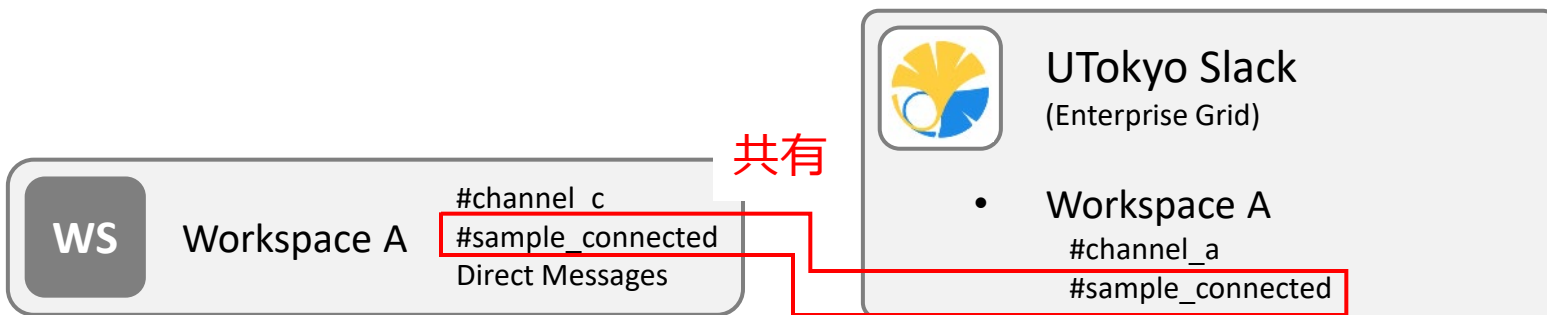 共有
WS
Workspace A
#channel_c
#sample_connected
Direct Messages
UTokyo Slack
(Enterprise Grid)
• Workspace A
#channel_a
#sample_connected